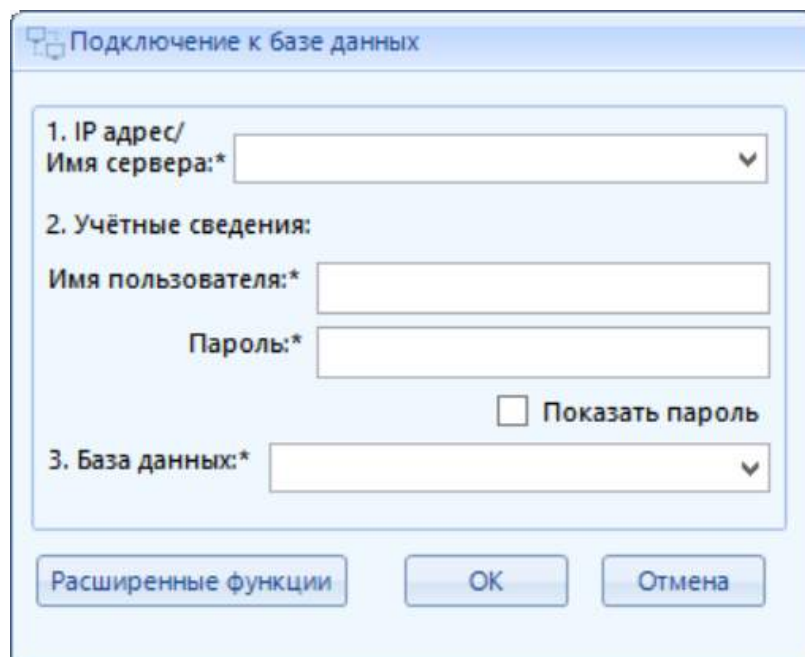 Подключение к базе данных
1. IP адрес/
Имя сервера:*
2. Учётные сведения:
Имя пользователя:*
Пароль:*
Показать пароль
3. База данных:*
Расширенные функции
OK
Отмена